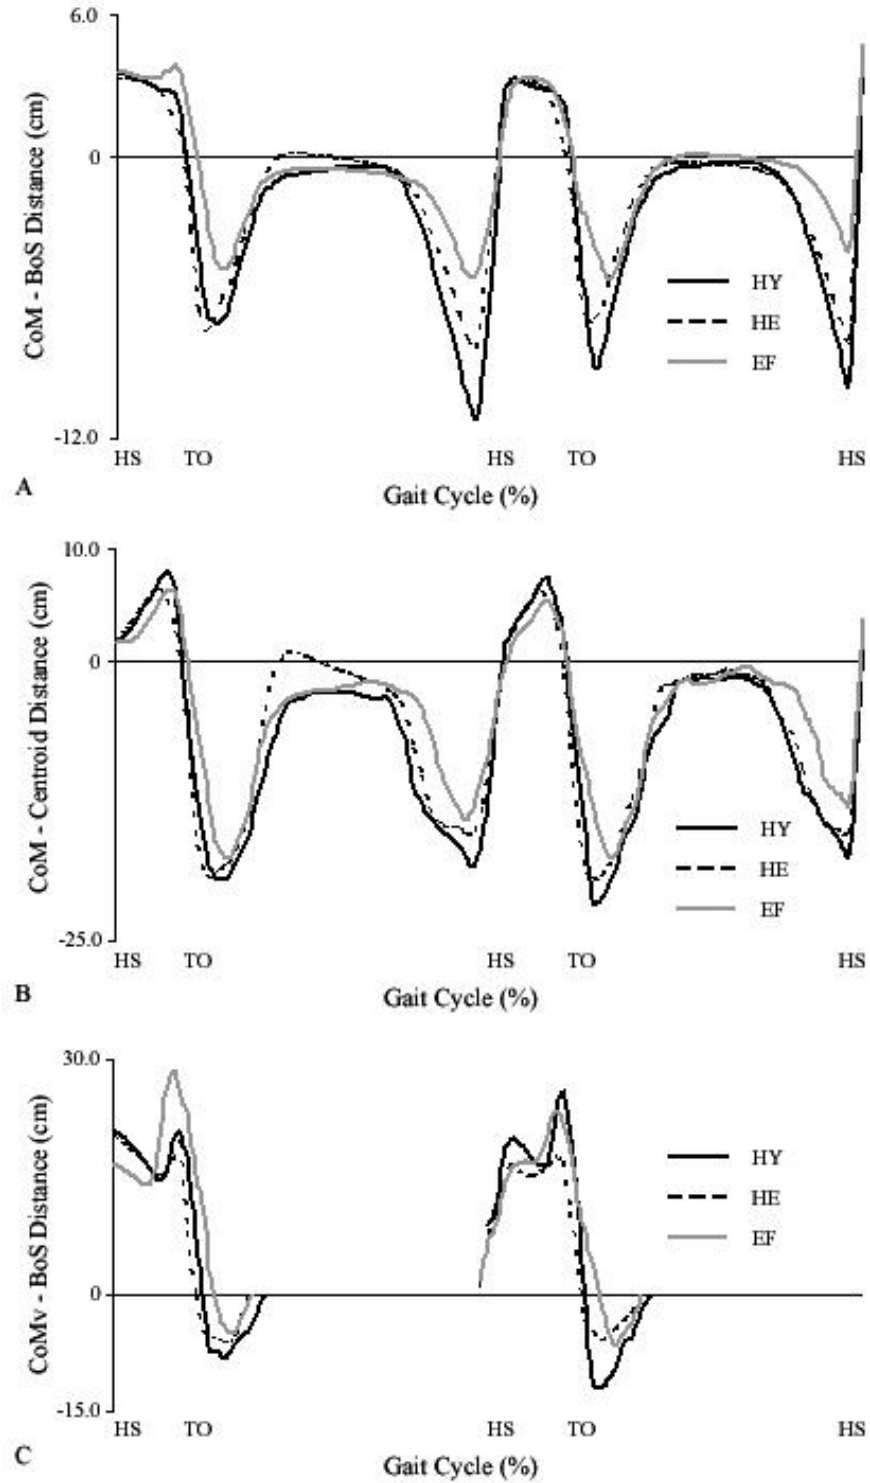 6.0
0
-12.0
CoM - BoS Distance (cm)
HY
HE
EF
HS TO HS TO HS
A
Gait Cycle (%)
10.0
0
-25.0
CoM - Centroid Distance (cm)
HY
HE
EF
HS TO HS TO HS
B
Gait Cycle (%)
30.0
0
-15.0
CoMv - BoS Distance (cm)
HY
HE
EF
HS TO HS TO HS
C
Gait Cycle (%)